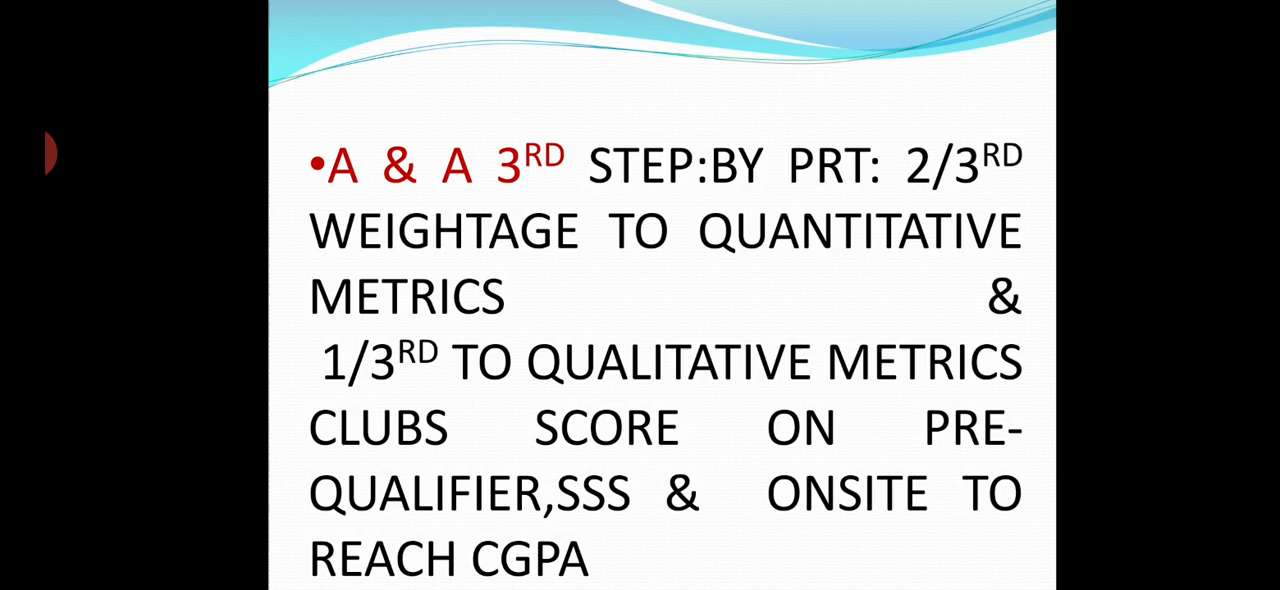 •A & A 3RD STEP:BY PRT: 2/3RD
WEIGHTAGE TO QUANTITATIVE
METRICS &
1/3RD TO QUALITATIVE METRICS
CLUBS SCORE ON PRE-
QUALIFIER,SSS & ONSITE TO
REACH CGPA